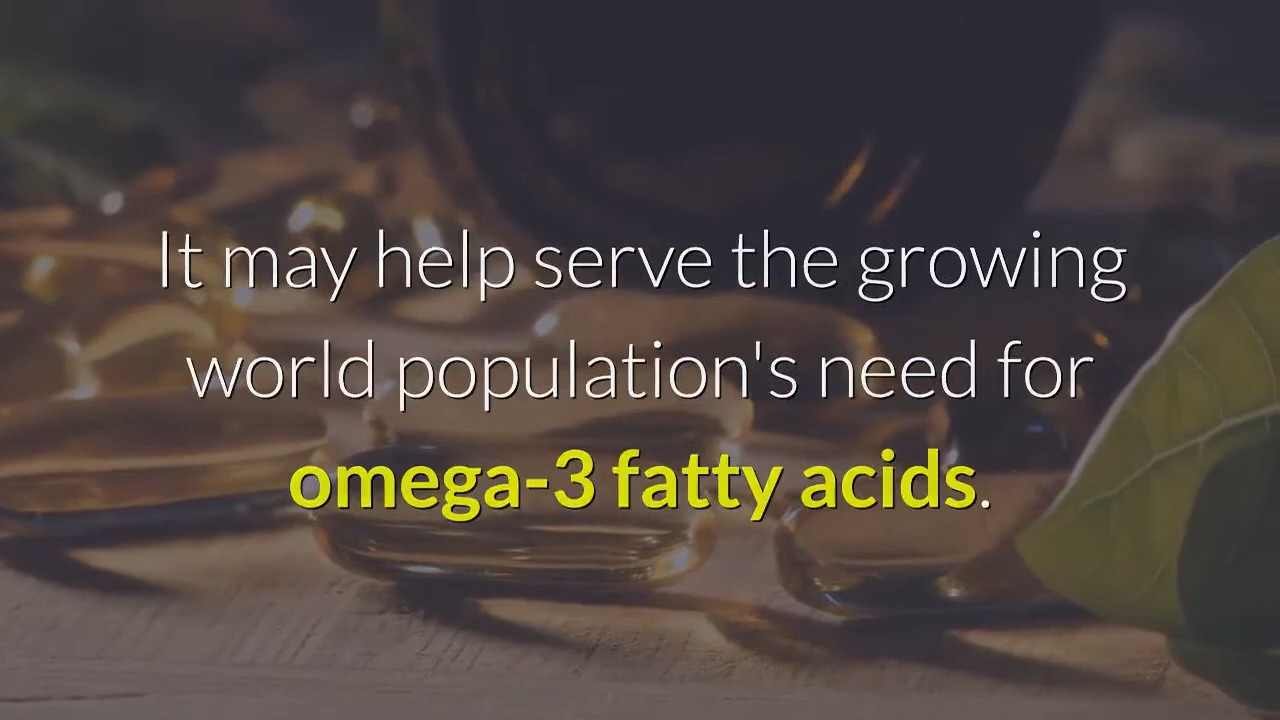 It may help serve the growing
world population's need for
omega-3 fatty acids.